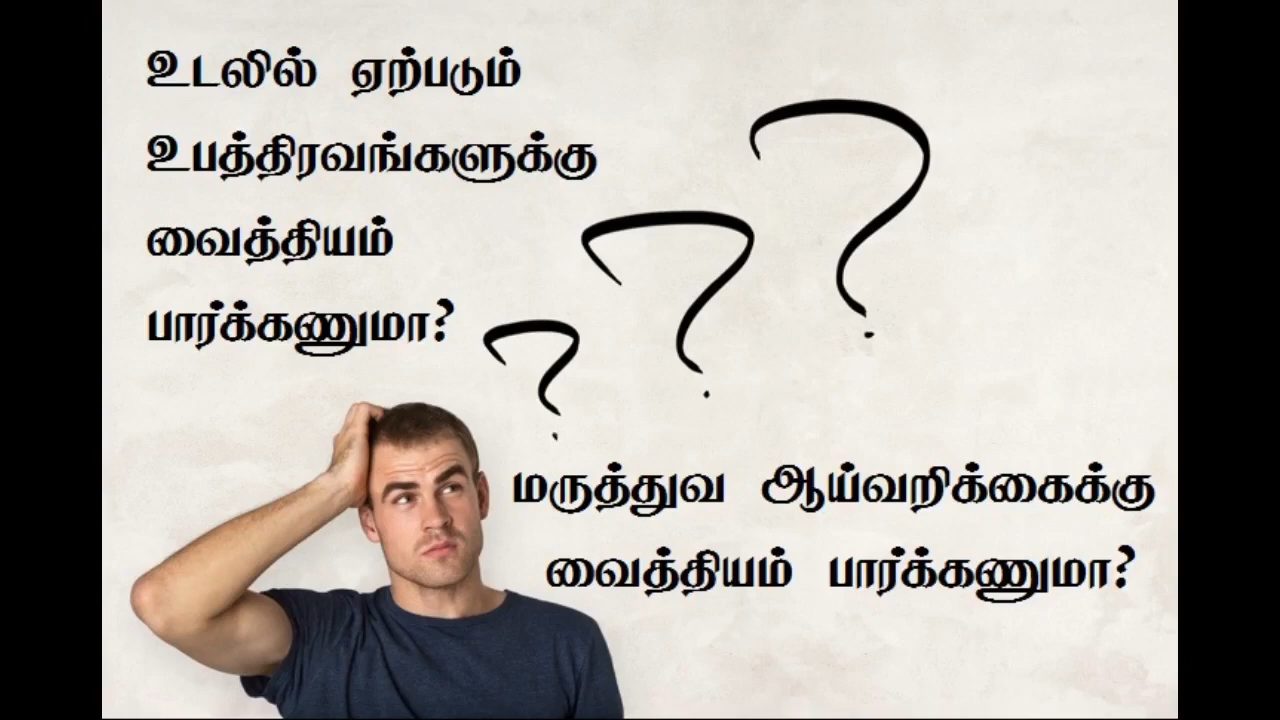 உடலில் ஏற்படும்
உபத்திரவங்களுக்கு
வைத்தியம்
பார்க்கணுமா?
மருத்துவ ஆய்வறிக்கைக்கு
வைத்தியம் பார்க்கணுமா?